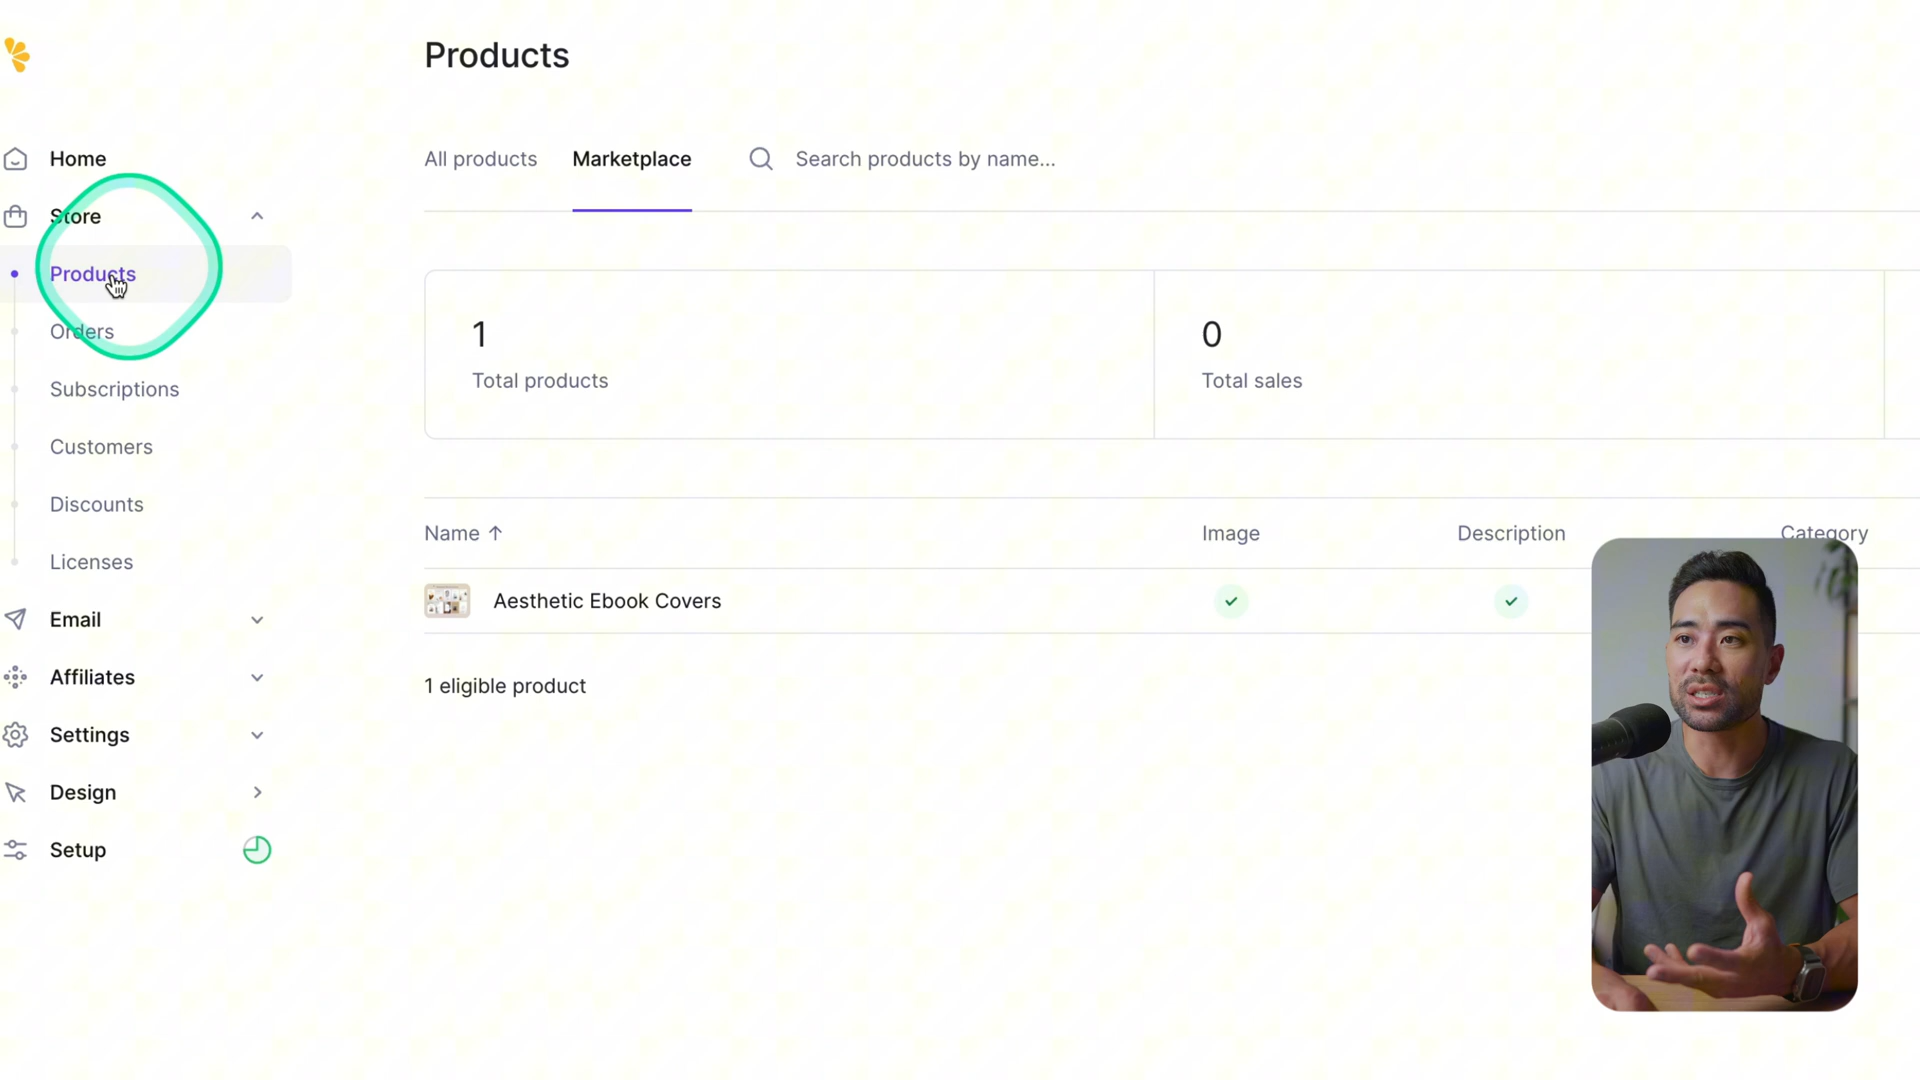 Products
Home
Store
Products
Orders
Subscriptions
Customers
Discounts
Licenses
Email
Affiliates
Settings
Design
Setup
All products
Marketplace
Search products by name...
1
Total products
0
Total sales
Name ↑
Image
Description
Category
Aesthetic Ebook Covers
1 eligible product